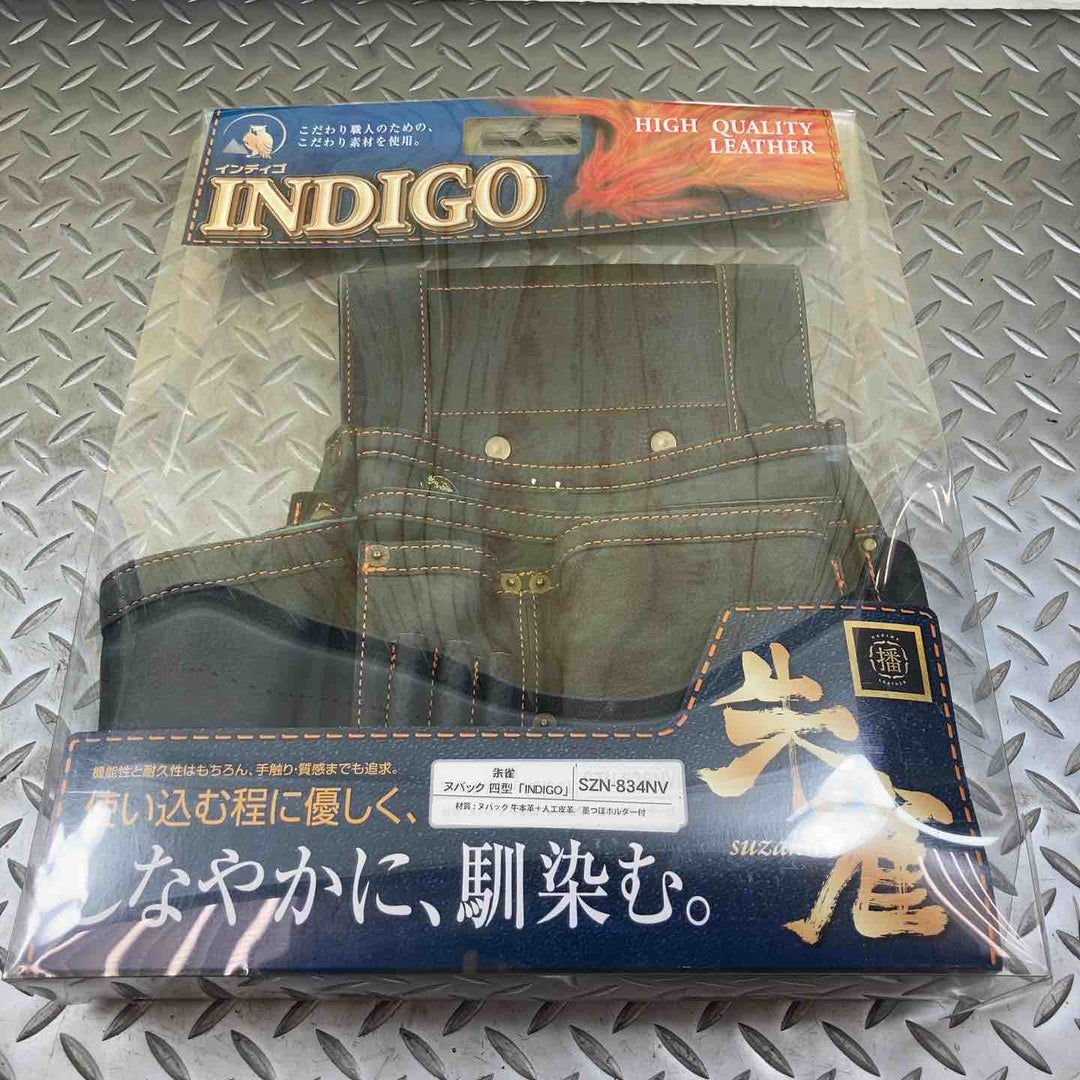 こだわり職人のための、
こだわり素材を使用。
インディゴ
INDIGO
HIGH QUALITY
LEATHER
播
朱雀
機能性と耐久性はもちろん、手触り・質感までも追求。
使い込む程に優しく、
しなやかに、馴染む。
朱雀
ヌバック 四型「INDIGO」
SZN-834NV
材質：ヌバック 牛本革＋人工皮革／墨つぼホルダー付